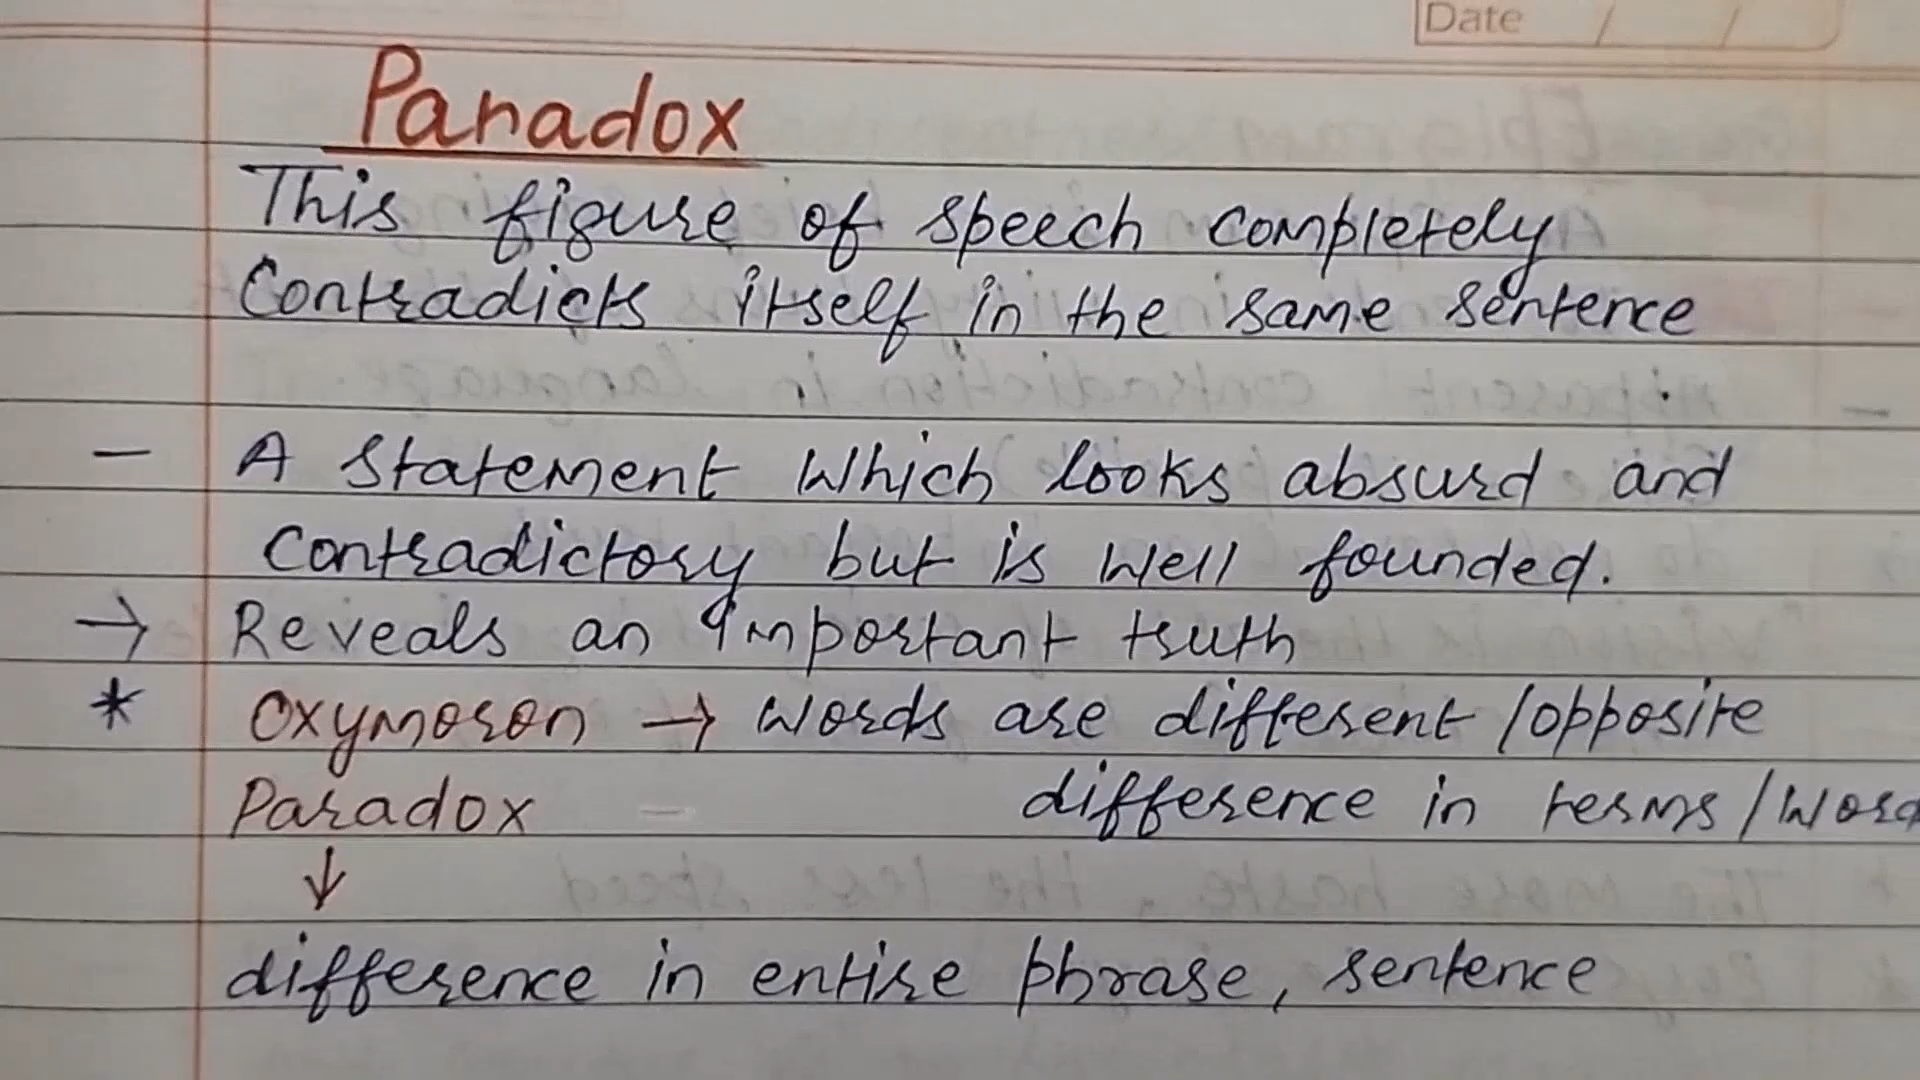 Date / /
Paradox
This figure of speech completely
Contradicts itself in the same sentence
- A statement which looks absurd and
contradictory but is well founded.
→ Reveals an important truth
* Oxymoron → words are different /opposite
Paradox - difference in terms/word
↓
difference in entire phrase, sentence